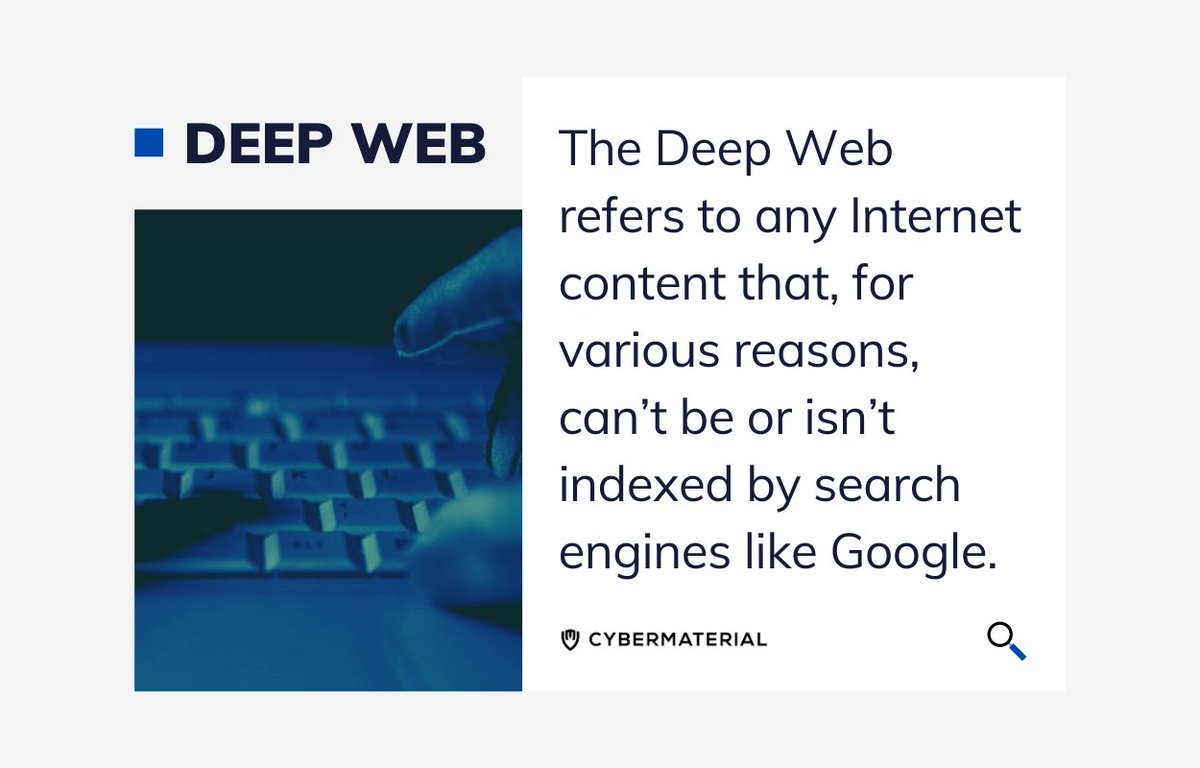 DEEP WEB
The Deep Web
refers to any Internet
content that, for
various reasons,
can’t be or isn’t
indexed by search
engines like Google.
CYBERMATERIAL